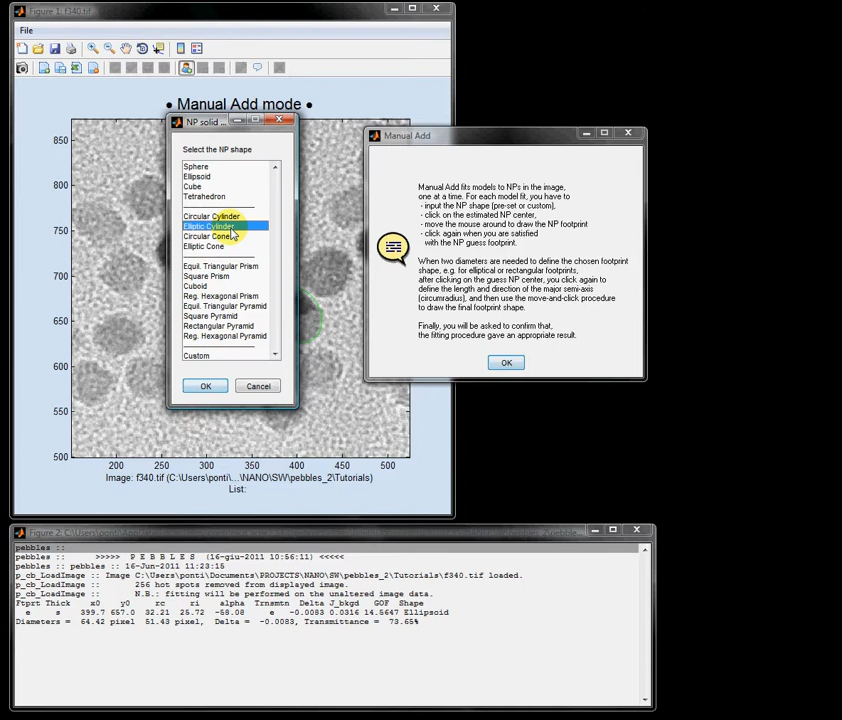 Figure 1: f340.tif
File
• Manual Add mode •
850
800
750
700
650
600
550
500
200
250
300
350
400
450
500
Image: f340.tif (C:\Users\ponti\...\NANO\SW\pebbles_2\Tutorials)
List:
NP solid ...
Select the NP shape
Sphere
Ellipsoid
Cube
Tetrahedron
Circular Cylinder
Elliptic Cylinder
Circular Cone
Elliptic Cone
Equil. Triangular Prism
Square Prism
Cuboid
Reg. Hexagonal Prism
Equil. Triangular Pyramid
Square Pyramid
Rectangular Pyramid
Reg. Hexagonal Pyramid
Custom
OK
Cancel
Manual Add
Manual Add fits models to NPs in the image,
one at a time. For each model fit, you have to
- input the NP shape (pre-set or custom),
- click on the estimated NP center,
- move the mouse around to draw the NP footprint
- click again when you are satisfied
with the NP guess footprint.
When two diameters are needed to define the chosen footprint
shape, e.g. for elliptical or rectangular footprints,
after clicking on the guess NP center, you click again to
define the length and direction of the major semi-axis
(circumradius), and then use the move-and-click procedure
to draw the final footprint shape.
Finally, you will be asked to confirm that,
the fitting procedure gave an appropriate result.
OK
pebbles ::
pebbles :: >>>>> P E B B L E S (16-giu-2011 10:56:11) <<<<<
pebbles :: pebbles :: 16-Jun-2011 11:23:15
p_cb_LoadImage :: Image C:\Users\ponti\Documents\PROJECTS\NANO\SW\pebbles_2\Tutorials\f340.tif loaded.
p_cb_LoadImage :: 256 hot spots removed from displayed image.
p_cb_LoadImage :: N.B.: fitting will be performed on the unaltered image data.
Ftprt Thick x0 y0 rc ri alpha Trnsmtn Delta J_bkgd GOF Shape
e s 399.7 657.0 32.21 25.72 -58.08 e -0.0083 0.0316 14.5647 Ellipsoid
Diameters = 64.42 pixel 51.43 pixel, Delta = -0.0083, Transmittance = 73.65%